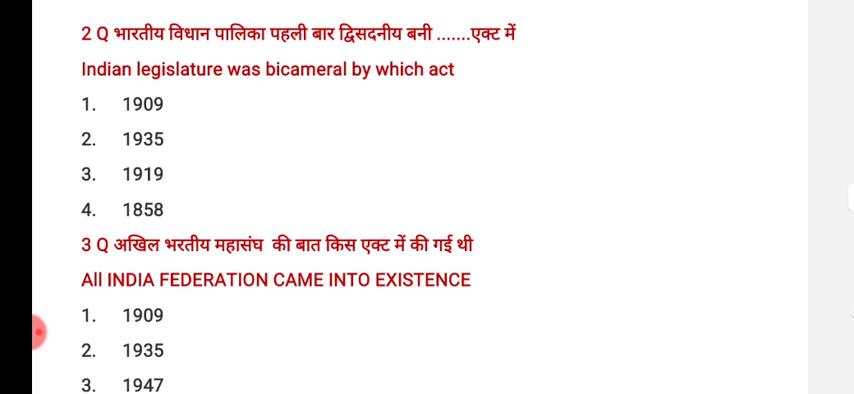 2 Q भारतीय विधान पालिका पहली बार द्विसदनीय बनी .......एक्ट में
Indian legislature was bicameral by which act
1. 1909
2. 1935
3. 1919
4. 1858
3 Q अखिल भरतीय महासंघ की बात किस एक्ट में की गई थी
All INDIA FEDERATION CAME INTO EXISTENCE
1. 1909
2. 1935
3. 1947